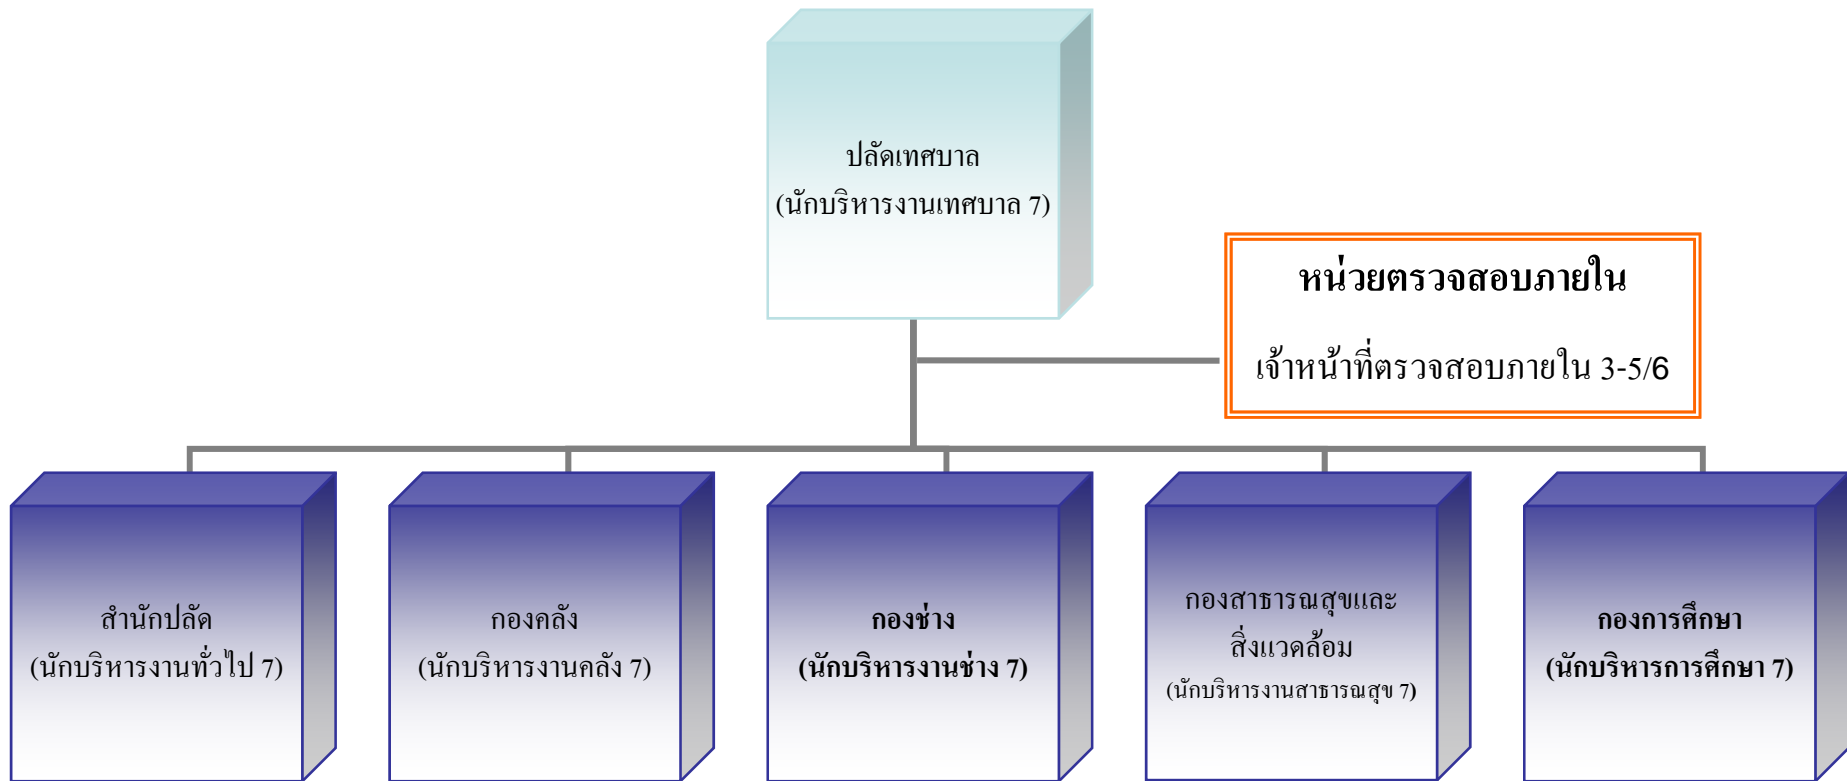 ปลัดเทศบาล
(นักบริหารงานเทศบาล 7)
หน่วยตรวจสอบภายใน
เจ้าหน้าที่ตรวจสอบภายใน 3-5/6
สำนักปลัด
(นักบริหารงานทั่วไป 7)
กองคลัง
(นักบริหารงานคลัง 7)
กองช่าง
(นักบริหารงานช่าง 7)
กองสาธารณสุขและ
สิ่งแวดล้อม
(นักบริหารงานสาธารณสุข 7)
กองการศึกษา
(นักบริหารการศึกษา 7)